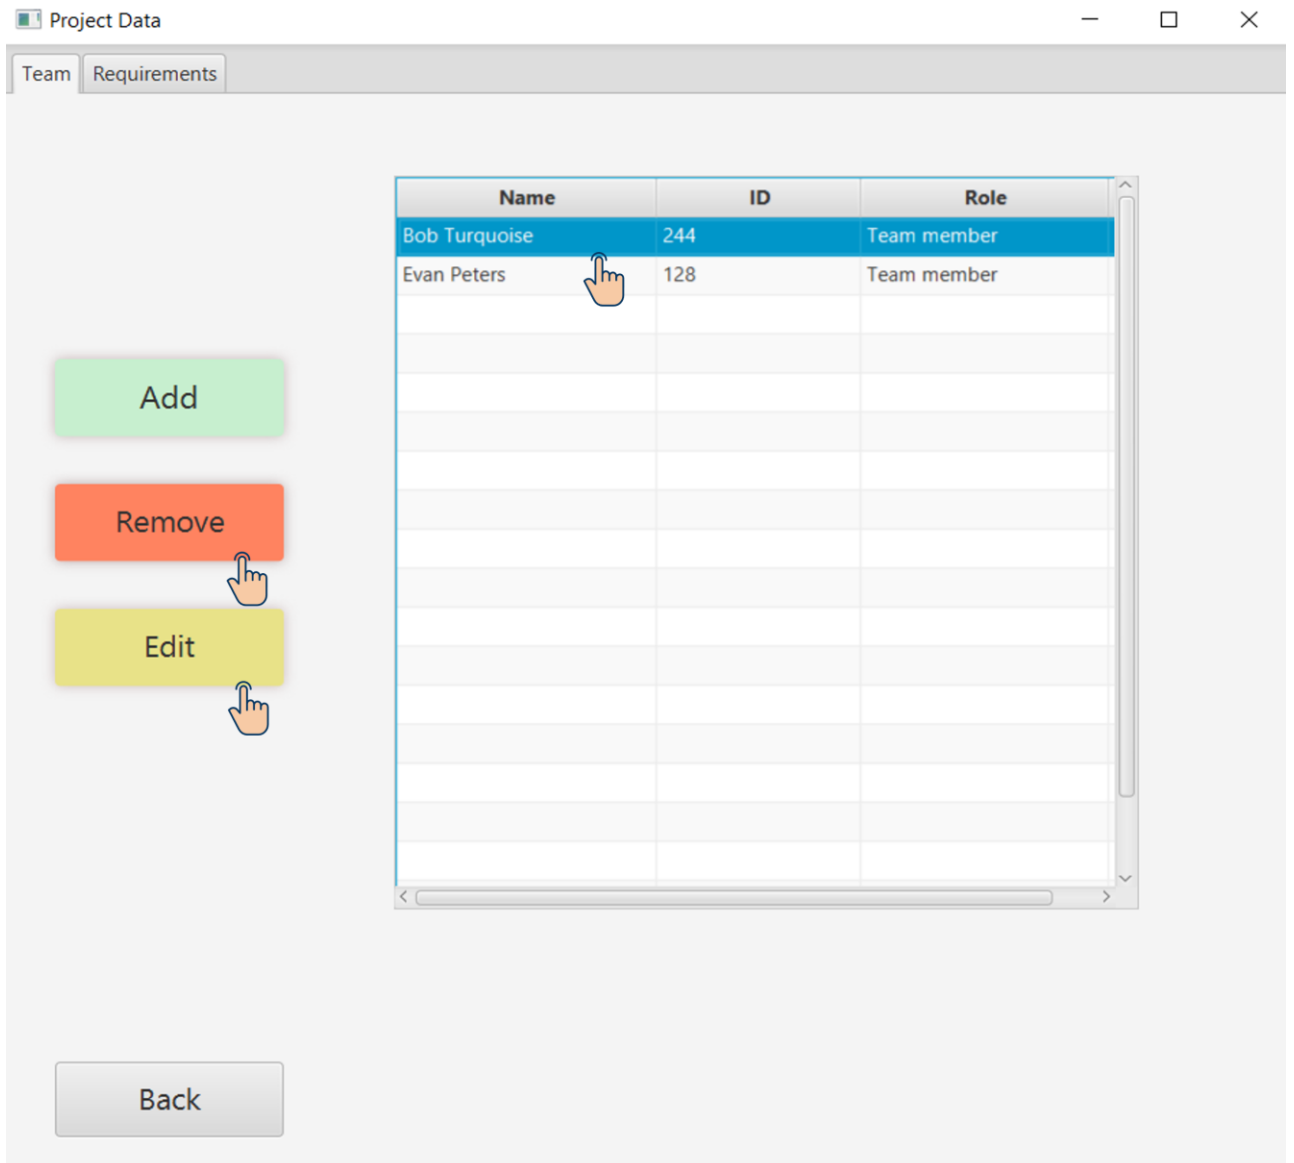 Project Data
Team Requirements
Name ID Role
Bob Turquoise 244 Team member
Evan Peters 128 Team member
Add
Remove
Edit
Back